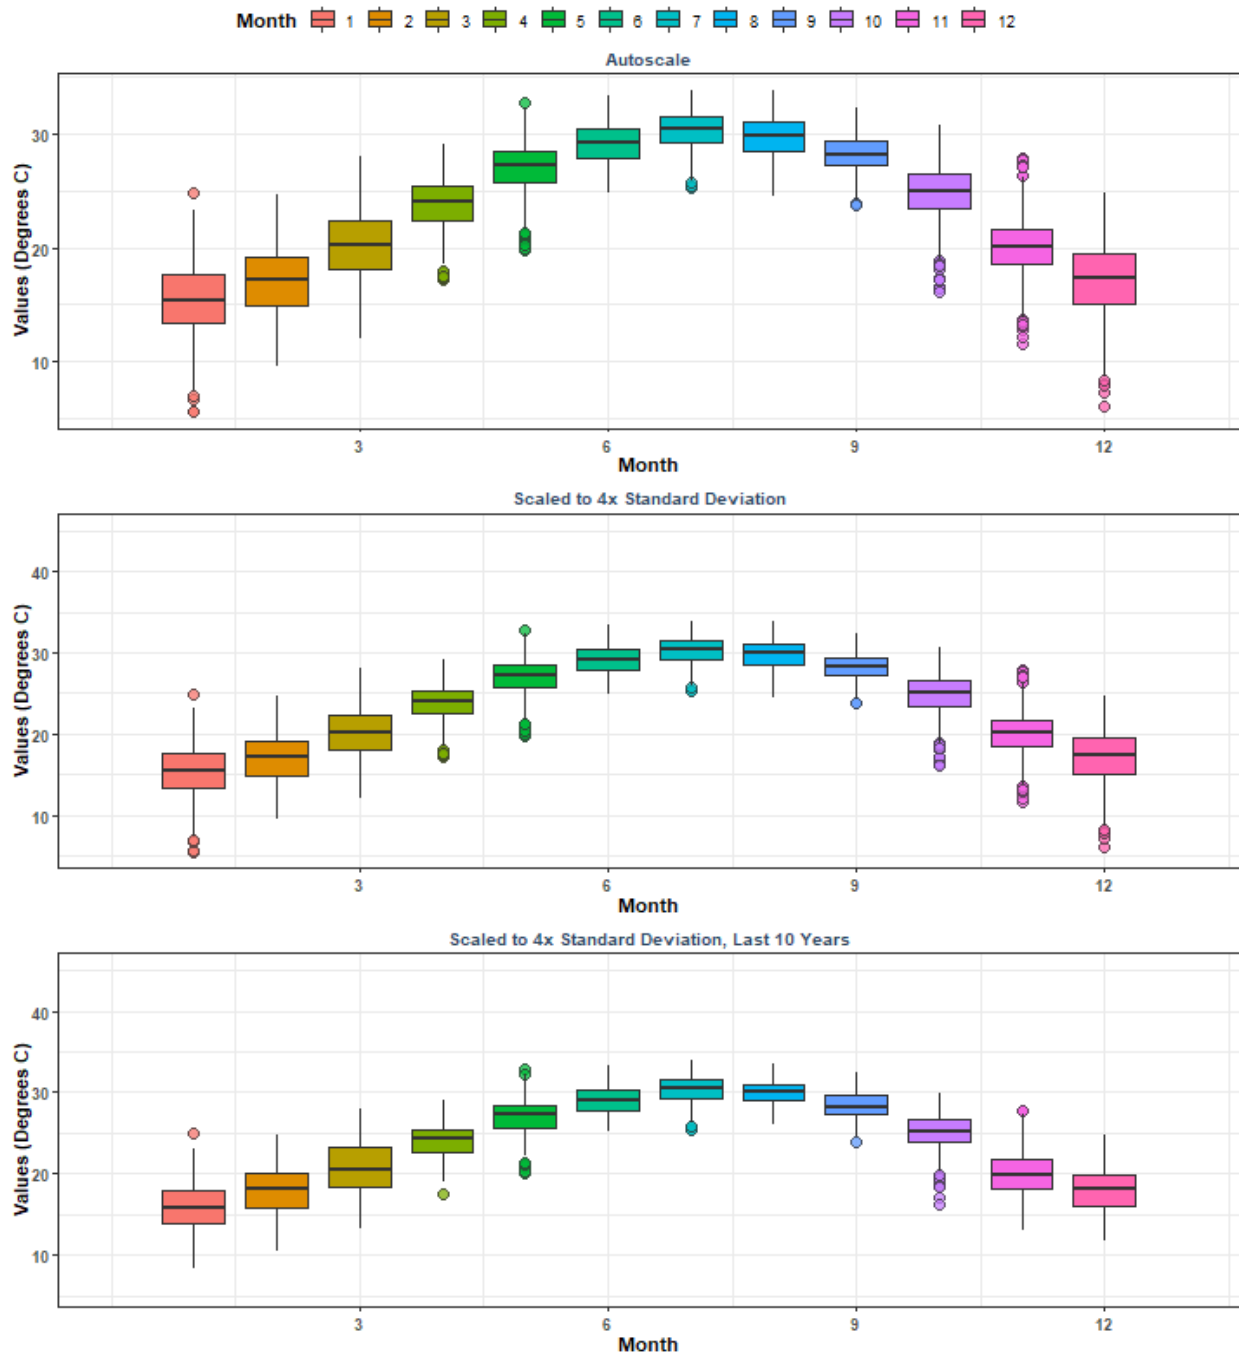 Month 1 2 3 4 5 6 7 8 9 10 11 12
Autoscale
Values (Degrees C)
30
20
10
3 6 9 12
Month
Scaled to 4x Standard Deviation
Values (Degrees C)
40
30
20
10
3 6 9 12
Month
Scaled to 4x Standard Deviation, Last 10 Years
Values (Degrees C)
40
30
20
10
3 6 9 12
Month